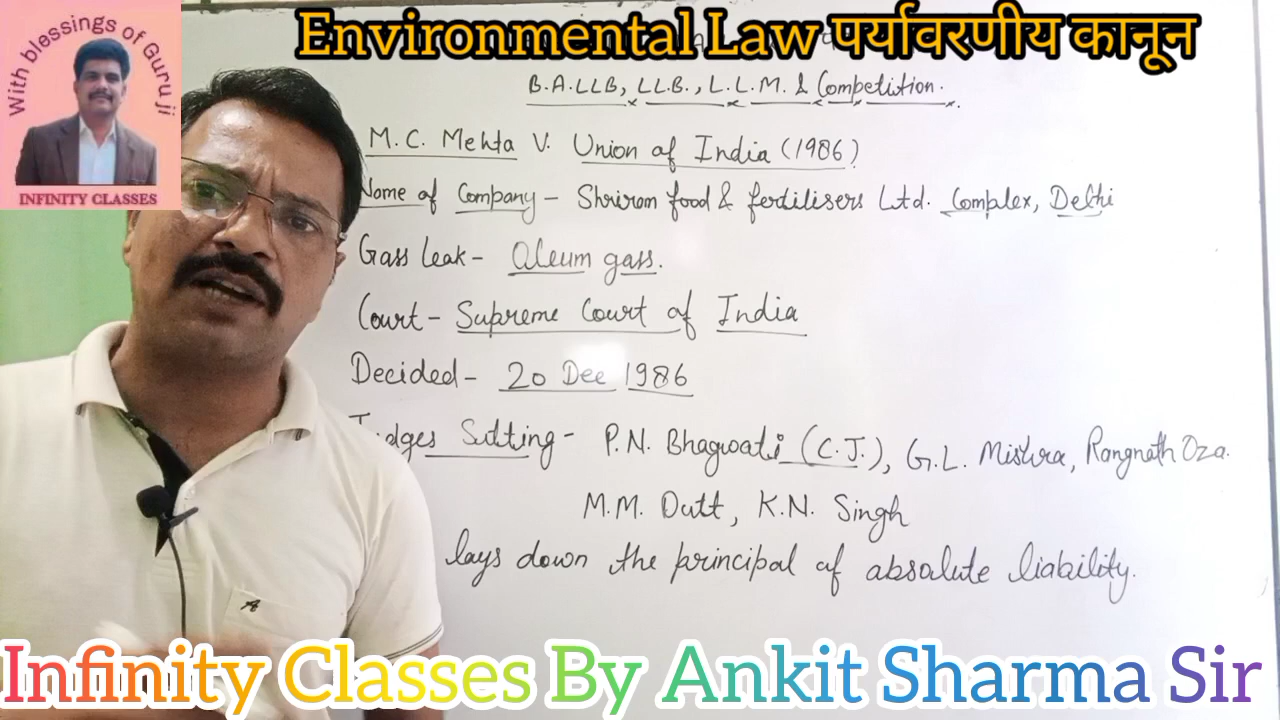 With blessings of Guru ji
INFINITY CLASSES
Environmental Law पर्यावरणीय कानून
B.A.LLB, LL.B., L.L.M. & Competition.
M.C. Mehta V. Union of India (1986)
Name of Company - Shriram food & fertilisers Ltd. Complex, Delhi
Gass leak - Oleum gass.
Court - Supreme Court of India
Decided - 20 Dec 1986
Judges Sitting - P.N. Bhagwati (C.J.), G.L. Mishra, Rangnath Oza.
M.M. Dutt, K.N. Singh
lays down the principal of absolute liability.
Infinity Classes By Ankit Sharma Sir